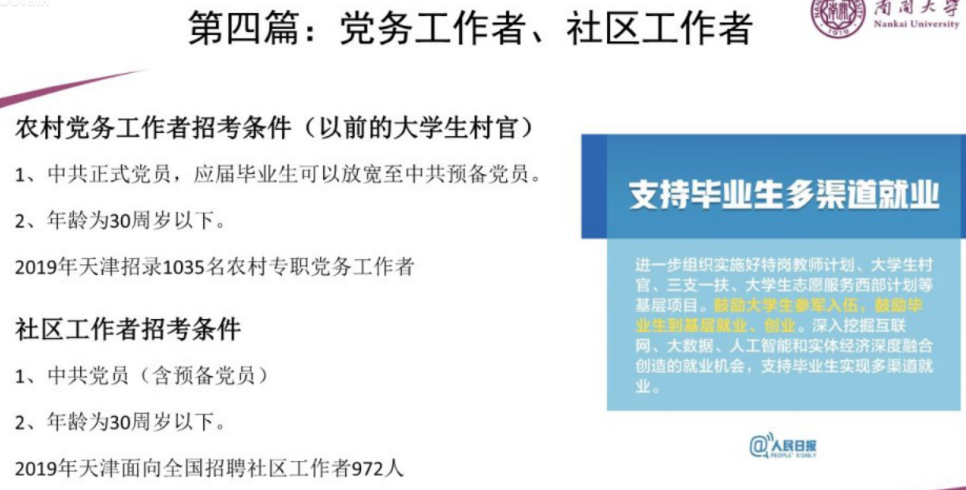 第四篇：党务工作者、社区工作者
南开大学
Nankai University
1919
农村党务工作者招考条件（以前的大学生村官）
1、中共正式党员，应届毕业生可以放宽至中共预备党员。
2、年龄为30周岁以下。
2019年天津招录1035名农村专职党务工作者
社区工作者招考条件
1、中共党员（含预备党员）
2、年龄为30周岁以下。
2019年天津面向全国招聘社区工作者972人
支持毕业生多渠道就业
进一步组织实施好特岗教师计划、大学生村
官、三支一扶、大学生志愿服务西部计划等
基层项目。鼓励大学生参军入伍，鼓励毕
业生到基层就业、创业。深入挖掘互联
网、大数据、人工智能和实体经济深度融合
创造的就业机会，支持毕业生实现多渠道就
业。
@人民日报
PEOPLE'S DAILY